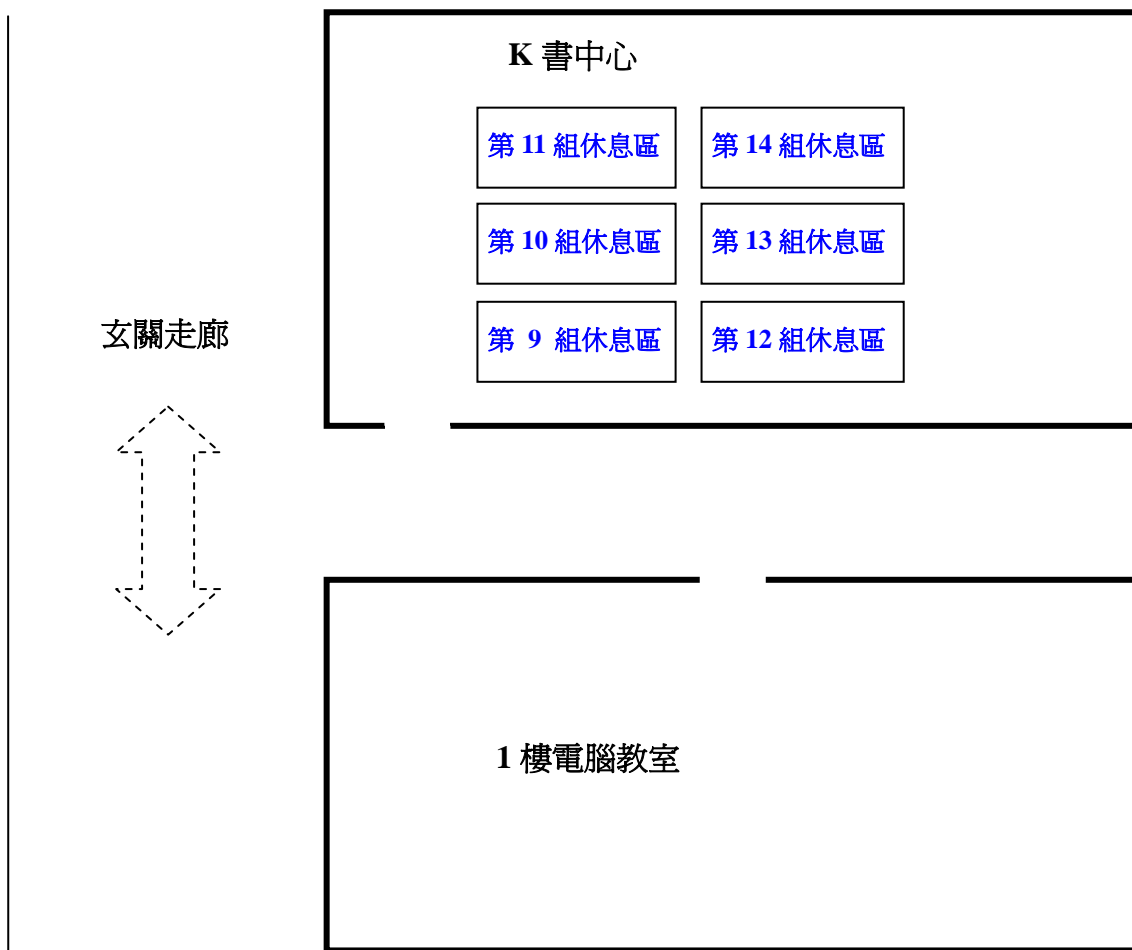 K 書中心
第 11 組休息區
第 14 組休息區
第 10 組休息區
第 13 組休息區
第 9 組休息區
第 12 組休息區
玄關走廊
1 樓電腦教室